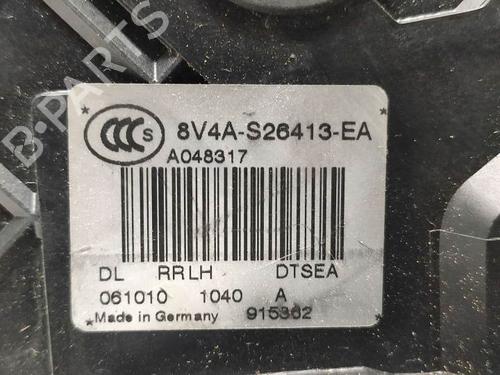 B-PARTS
CCC S 8V4A-S26413-EA
A048317
DL RRLH DTSEA
061010 1040 A
Made in Germany 915362